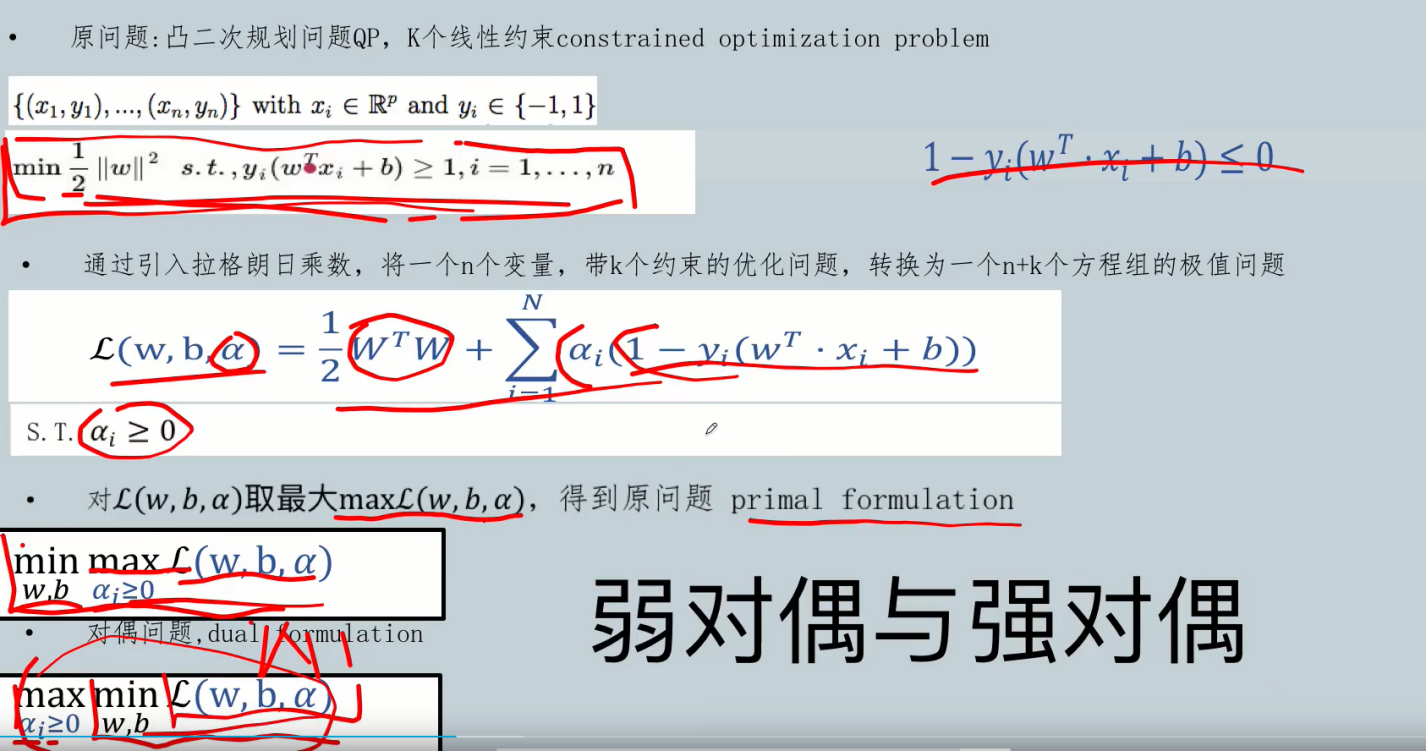 • 原问题:凸二次规划问题QP, K个线性约束constrained optimization problem
{(x₁, y₁), ..., (xₙ, yₙ)} with xᵢ ∈ ℝᵖ and yᵢ ∈ {−1, 1}
min 1/2 ‖w‖² s.t., yᵢ(wᵀxᵢ + b) ≥ 1, i = 1, . . . , n
1 − yᵢ(wᵀ · xᵢ + b) ≤ 0
• 通过引入拉格朗日乘数, 将一个n个变量, 带k个约束的优化问题, 转换为一个n+k个方程组的极值问题
ℒ(w, b, α) = 1/2 WᵀW + ∑_{i=1}^{N} αᵢ(1 − yᵢ(wᵀ · xᵢ + b))
S.T. αᵢ ≥ 0
• 对ℒ(w, b, α)取最大maxℒ(w, b, α), 得到原问题 primal formulation
min max ℒ(w, b, α)
w,b αᵢ≥0
弱对偶与强对偶
• 对偶问题,dual formulation
max min ℒ(w, b, α)
αᵢ≥0 w,b